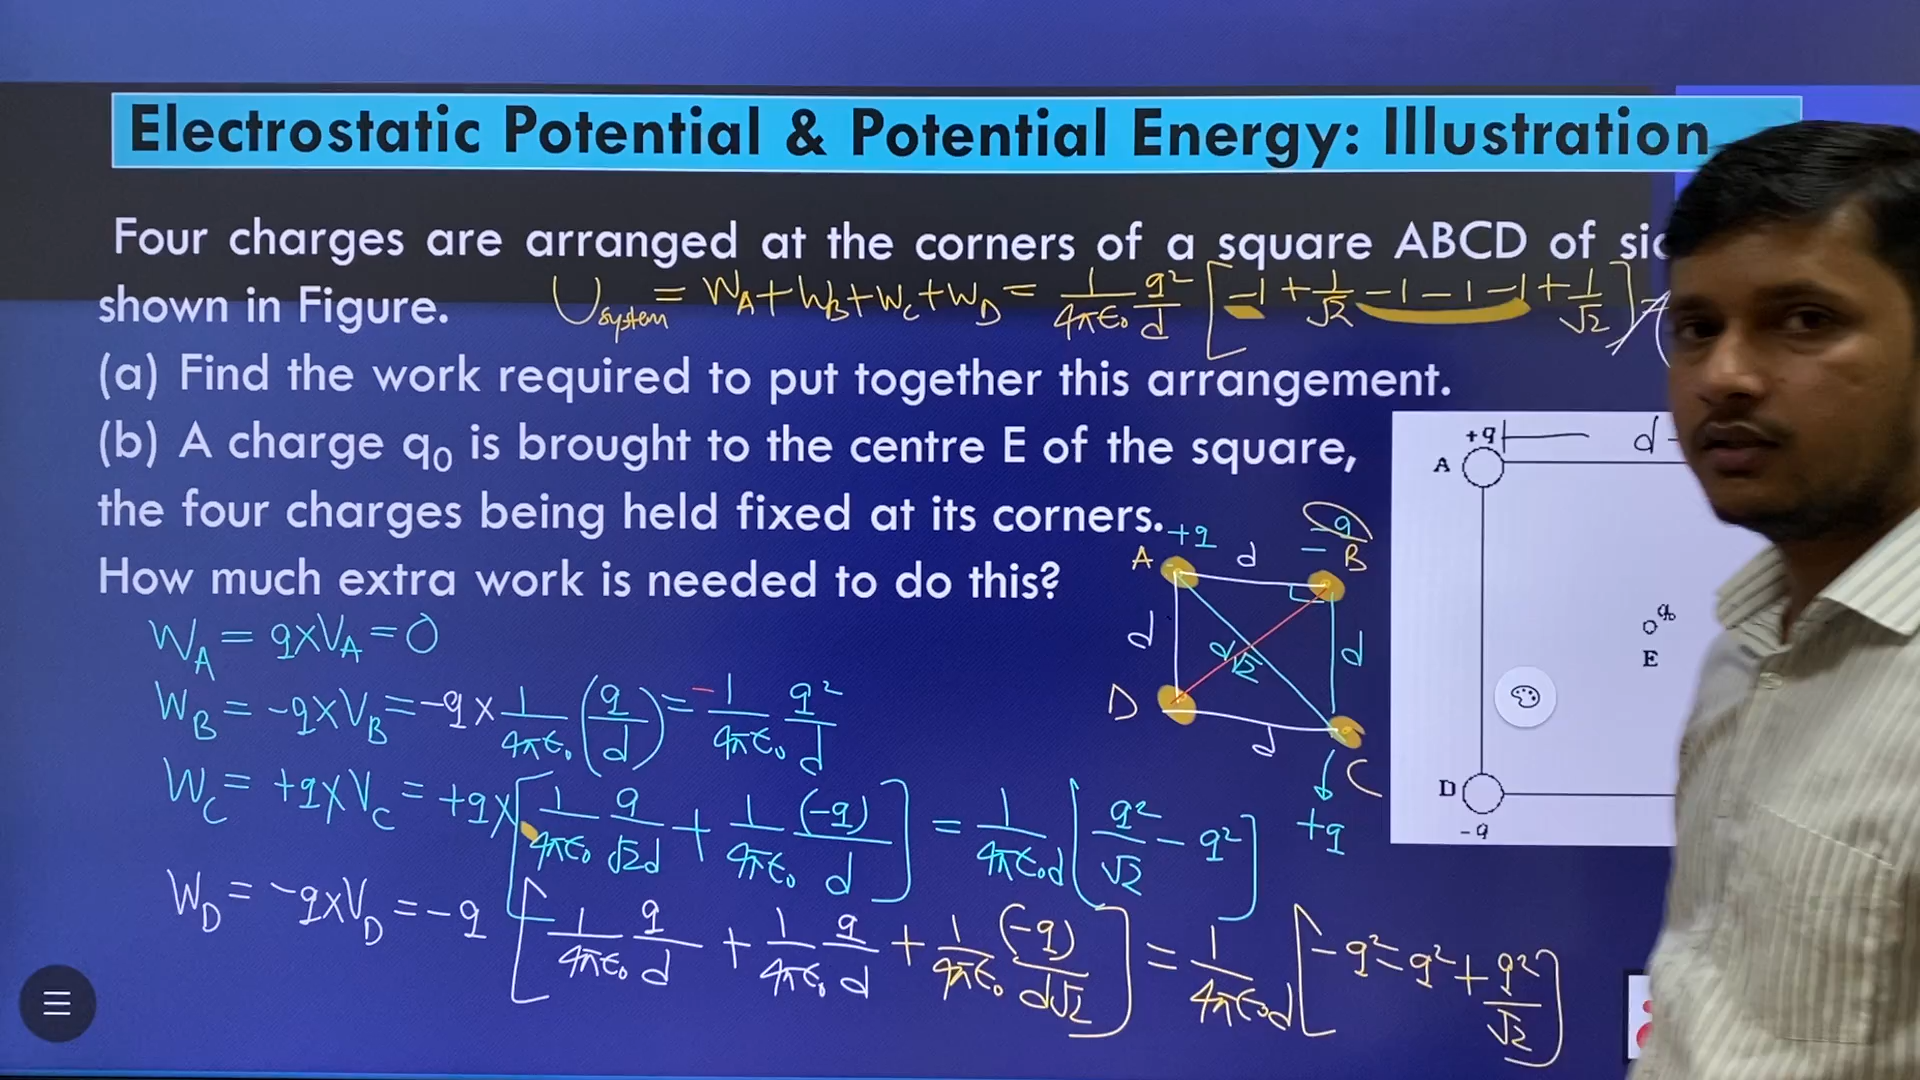 Electrostatic Potential & Potential Energy: Illustration
Four charges are arranged at the corners of a square ABCD of
shown in Figure.
U system = W_A + W_B + W_C + W_D = 1/4πε₀ q²/d [-1 + 1/√2 -1 -1 -1 + 1/√2]
(a) Find the work required to put together this arrangement.
(b) A charge q₀ is brought to the centre E of the square,
the four charges being held fixed at its corners.
How much extra work is needed to do this?
W_A = q×V_A = 0
W_B = -q×V_B = -q × 1/4πε₀ (q/d) = -1/4πε₀ q²/d
W_C = +q×V_C = +q× [1/4πε₀ q/√2d + 1/4πε₀ (-q)/d] = 1/4πε₀d [q²/√2 - q²]
W_D = -q×V_D = -q [1/4πε₀ q/d + 1/4πε₀ q/d + 1/4πε₀ (-q)/d√2] = 1/4πε₀d [-q² - q² + q²/√2]
A +q d -q B
d d√2 d
D d C
+q
+q d
A
q₀
E
D
-q